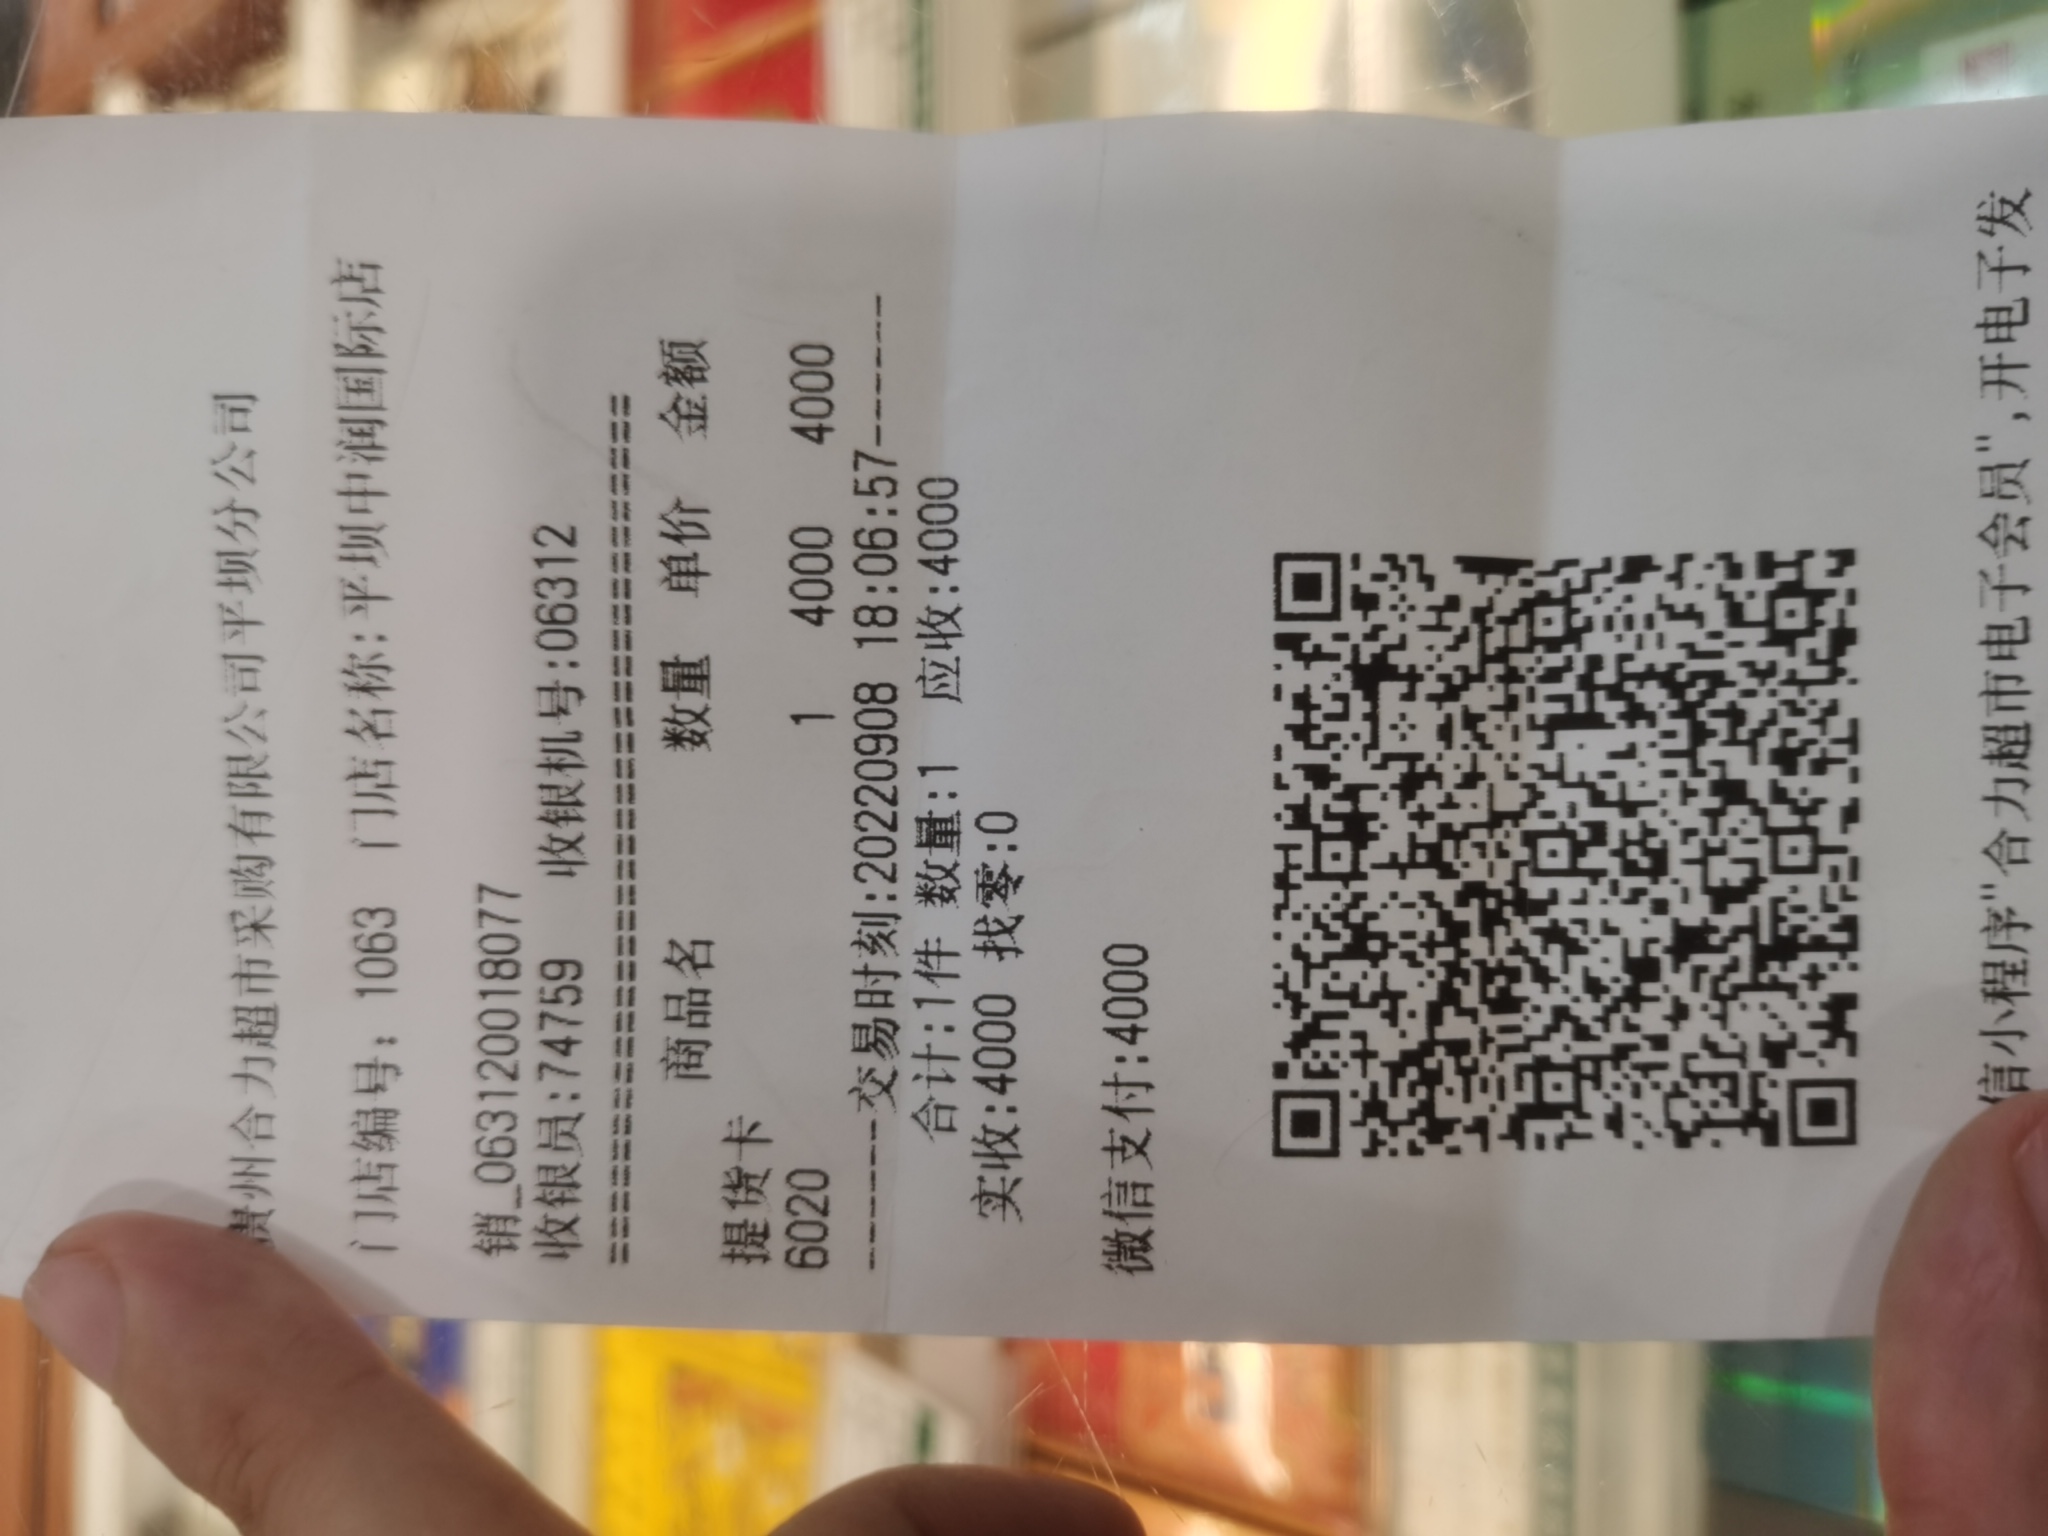 贵州合力超市采购有限公司平坝分公司
门店编号: 1063 门店名称:平坝中润国际店
销_063120018077
收银员:74759 收银机号:06312
商品名 数量 单价 金额
提货卡
6020 1 4000 4000
------交易时刻:20220908 18:06:57------
合计:1件 数量:1 应收:4000
实收:4000 找零:0
微信支付:4000
信小程序"合力超市电子会员",开电子发